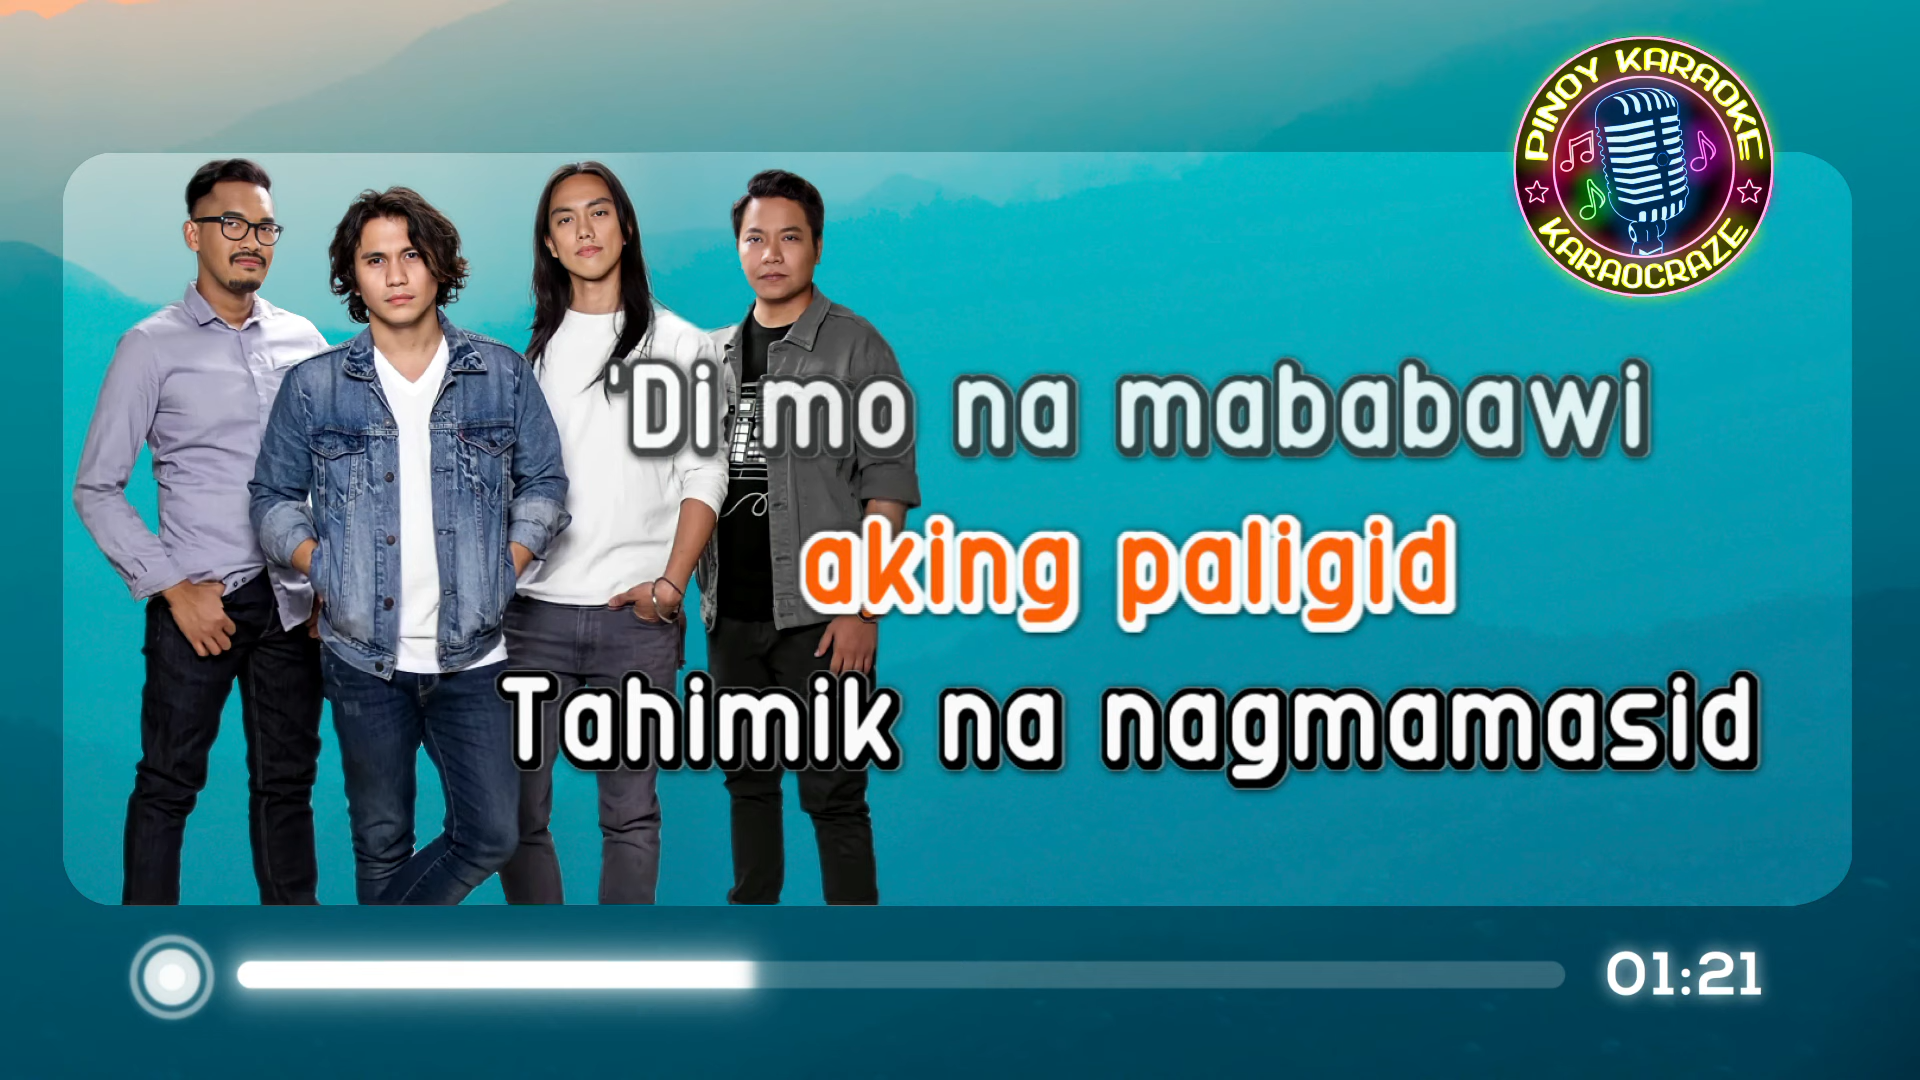 PINOY KARAOKE
KARAOCRAZE
'Di mo na mababawi
aking paligid
Tahimik na nagmamasid
01:21